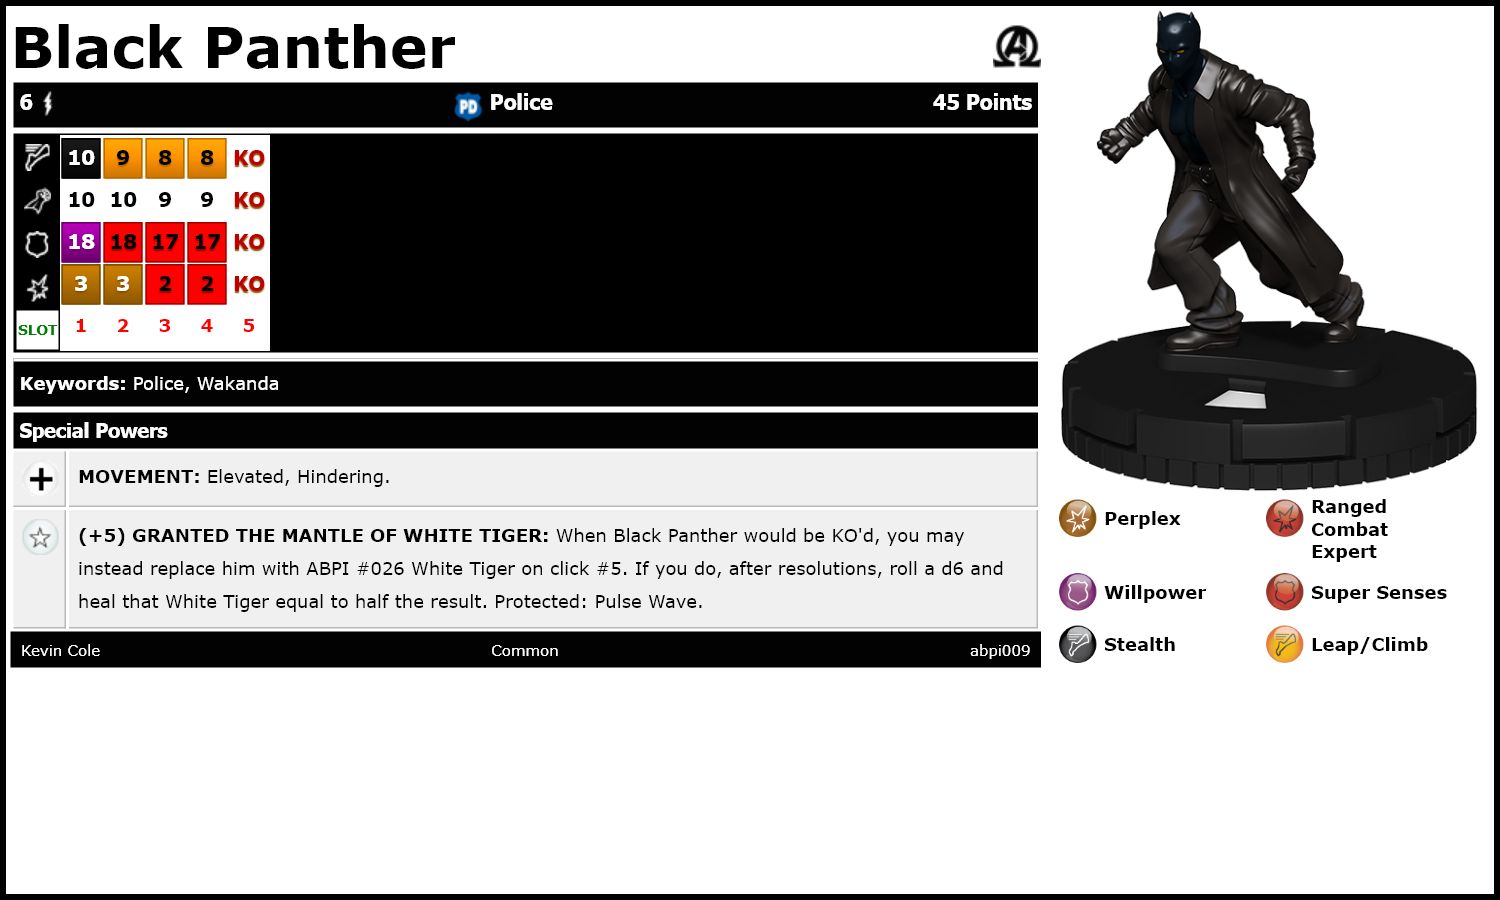 Black Panther
6 PD Police 45 Points
10 9 8 8 KO
10 10 9 9 KO
18 18 17 17 KO
3 3 2 2 KO
SLOT 1 2 3 4 5
Keywords: Police, Wakanda
Special Powers
MOVEMENT: Elevated, Hindering.
(+5) GRANTED THE MANTLE OF WHITE TIGER: When Black Panther would be KO'd, you may
instead replace him with ABPI #026 White Tiger on click #5. If you do, after resolutions, roll a d6 and
heal that White Tiger equal to half the result. Protected: Pulse Wave.
Kevin Cole Common abpi009
Perplex
Ranged
Combat
Expert
Willpower
Super Senses
Stealth
Leap/Climb